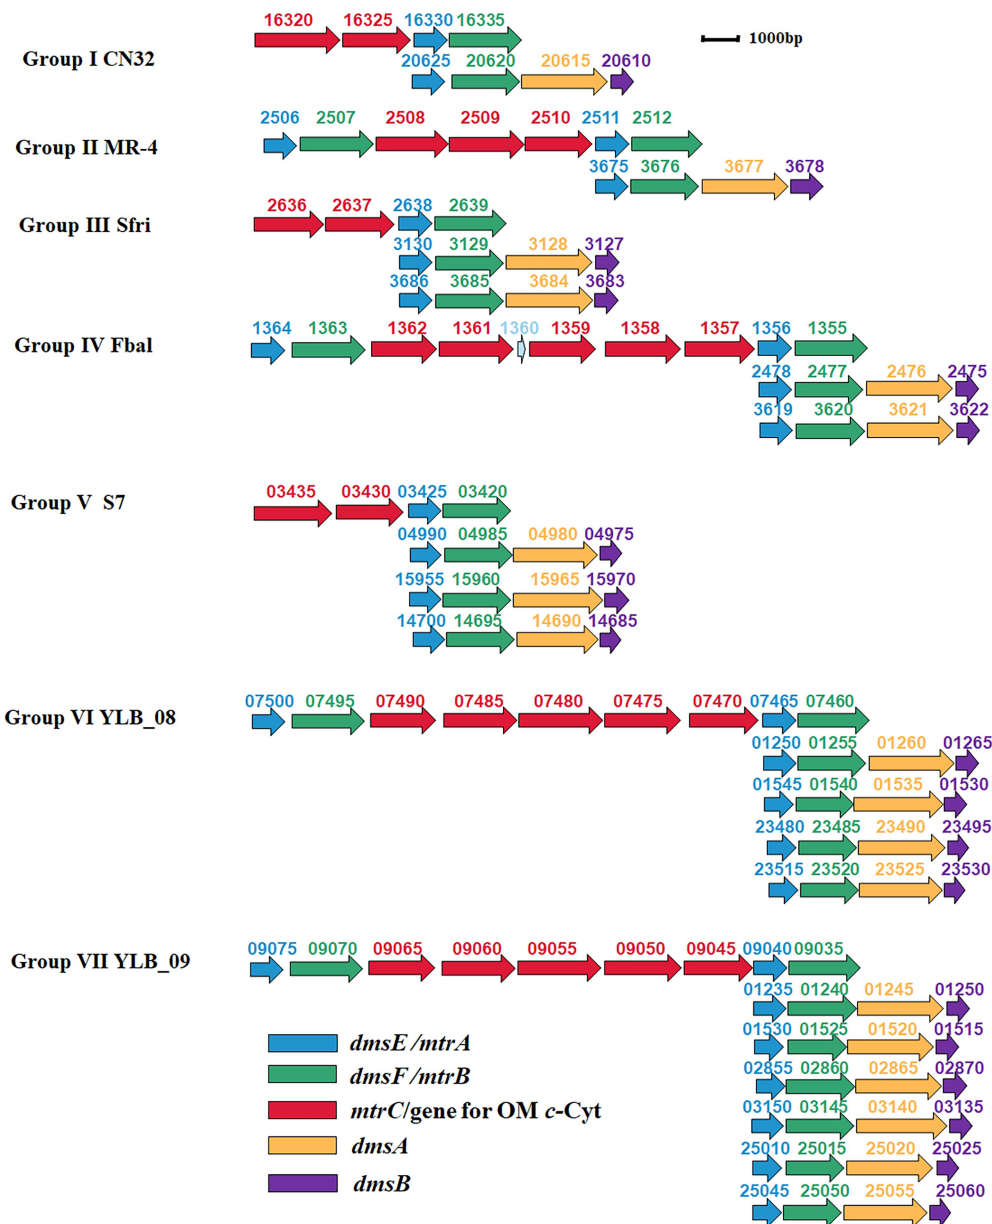 16320 16325 16330 16335
Group I CN32
1000bp
20625 20620 20615 20610
2506 2507 2508 2509 2510 2511 2512
Group II MR-4
3675 3676 3677 3678
2636 2637 2638 2639
Group III Sfri
3130 3129 3128 3127
3686 3685 3684 3683
1364 1363 1362 1361 1360 1359 1358 1357 1356 1355
Group IV Fbal
2478 2477 2476 2475
3619 3620 3621 3622
03435 03430 03425 03420
Group V S7
04990 04985 04980 04975
15955 15960 15965 15970
14700 14695 14690 14685
07500 07495 07490 07485 07480 07475 07470 07465 07460
Group VI YLB_08
01250 01255 01260 01265
01545 01540 01535 01530
23480 23485 23490 23495
23515 23520 23525 23530
09075 09070 09065 09060 09055 09050 09045 09040 09035
Group VII YLB_09
01235 01240 01245 01250
01530 01525 01520 01515
02855 02860 02865 02870
03150 03145 03140 03135
25010 25015 25020 25025
25045 25050 25055 25060
dmsE/mtrA
dmsF/mtrB
mtrC/gene for OM c-Cyt
dmsA
dmsB